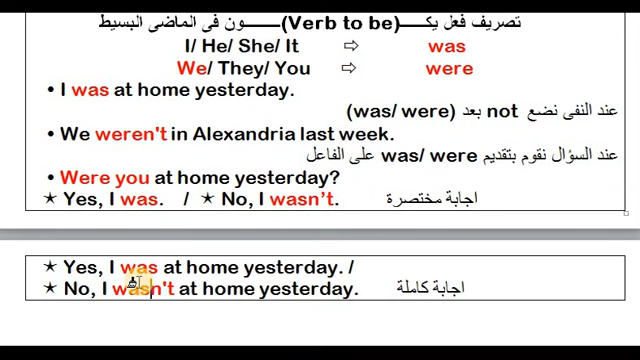 تصريف فعل يكـــــ(Verb to be)ـــــــون فى الماضى البسيط
I/ He/ She/ It ⇨ was
We/ They/ You ⇨ were
• I was at home yesterday.
عند النفى نضع not بعد (was/ were)
• We weren't in Alexandria last week.
عند السؤال نقوم بتقديم was/ were على الفاعل
• Were you at home yesterday?
★ Yes, I was. / ★ No, I wasn't. اجابة مختصرة
★ Yes, I was at home yesterday. /
★ No, I wasn't at home yesterday. اجابة كاملة